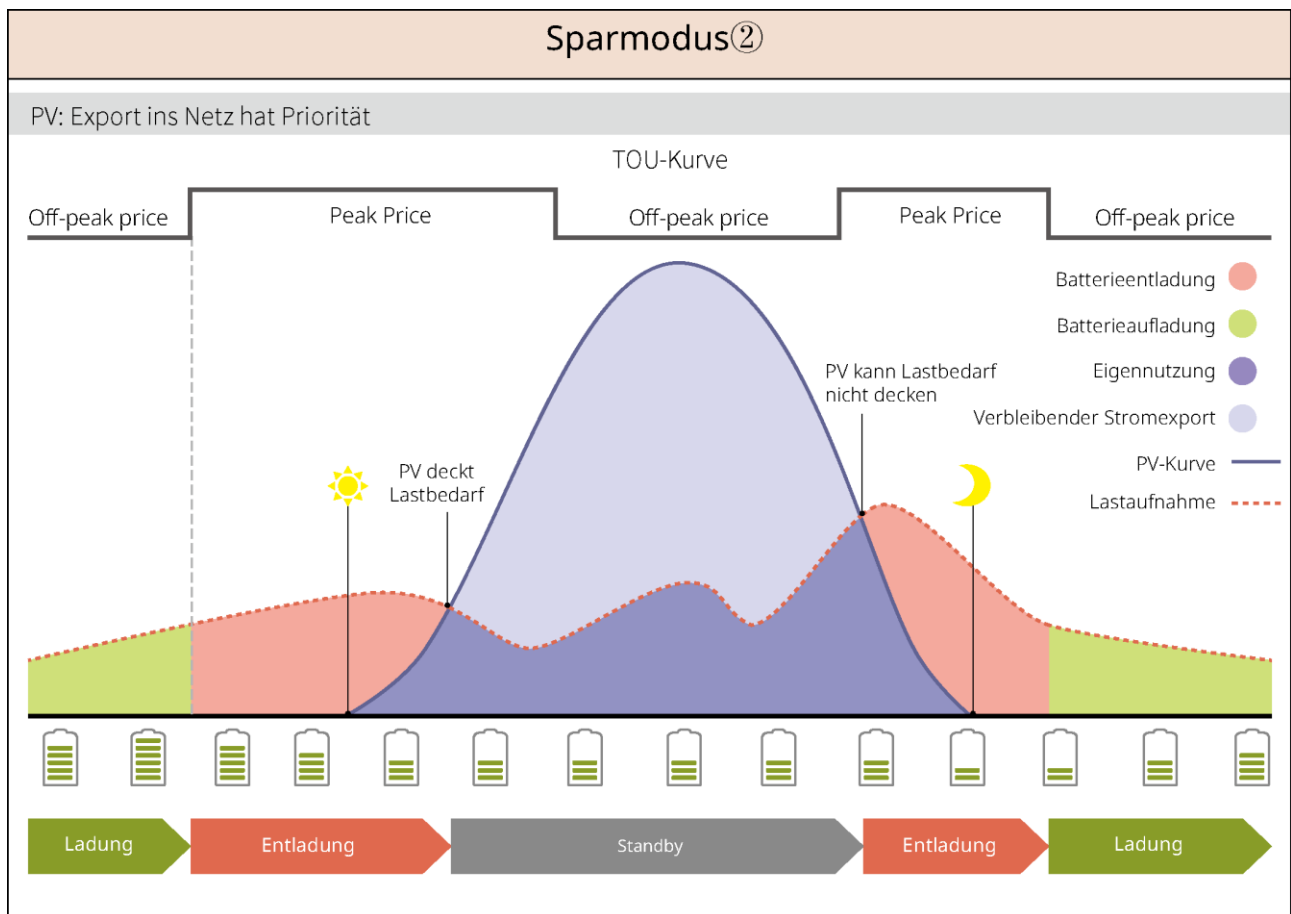 Sparmodus②
PV: Export ins Netz hat Priorität
TOU-Kurve
Off-peak price
Peak Price
Off-peak price
Peak Price
Off-peak price
Batterieentladung
Batterieaufladung
Eigennutzung
Verbleibender Stromexport
PV-Kurve
Lastaufnahme
PV kann Lastbedarf
nicht decken
PV deckt
Lastbedarf
Ladung
Entladung
Standby
Entladung
Ladung